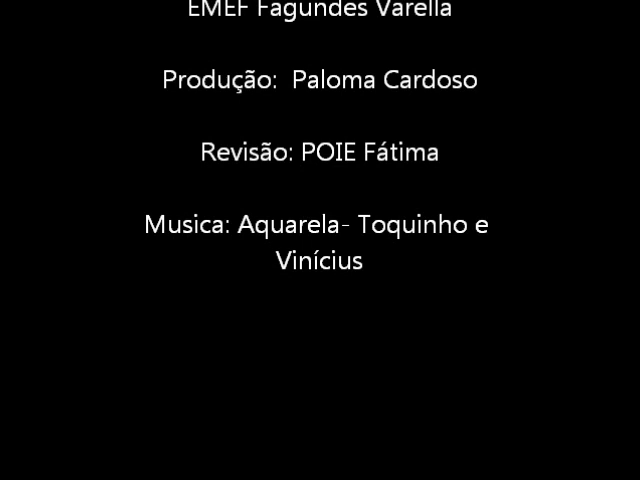 EMEF Fagundes Varella
Produção:  Paloma Cardoso
Revisão: POIE Fátima
Musica: Aquarela- Toquinho e
Vinícius